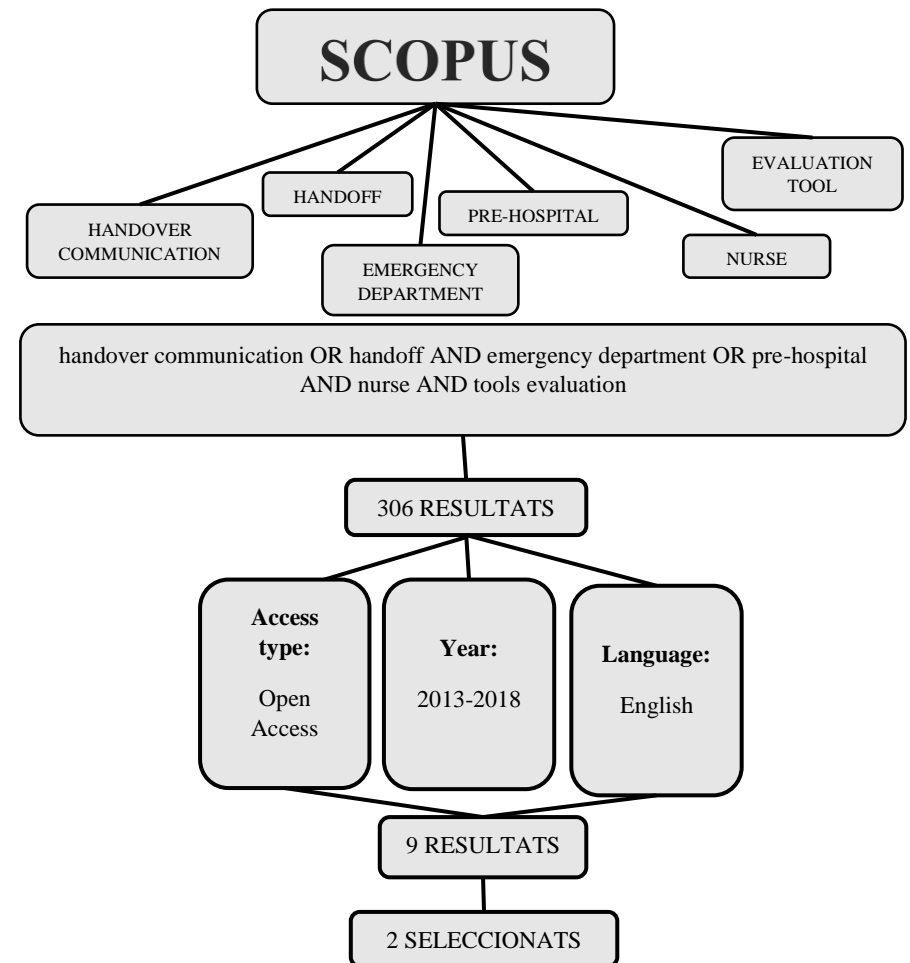 SCOPUS
HANDOVER
COMMUNICATION
HANDOFF
EMERGENCY
DEPARTMENT
PRE-HOSPITAL
NURSE
EVALUATION
TOOL
handover communication OR handoff AND emergency department OR pre-hospital
AND nurse AND tools evaluation
306 RESULTATS
Access
type:
Open
Access
Year:
2013-2018
Language:
English
9 RESULTATS
2 SELECCIONATS